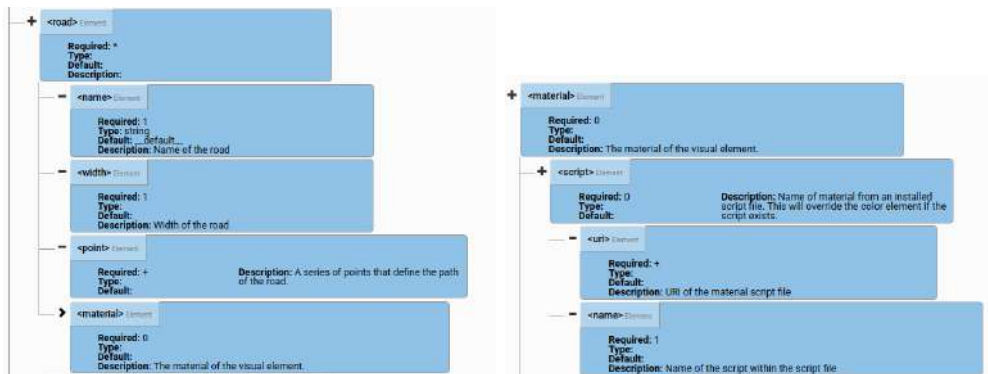 <road> Element
Required: *
Type:
Default:
Description:
<name> Element
Required: 1
Type: string
Default: __default__
Description: Name of the road
<width> Element
Required: 1
Type:
Default:
Description: Width of the road
<point> Element
Required: +
Type:
Default:
Description: A series of points that define the path
of the road.
<material> Element
Required: 0
Type:
Default:
Description: The material of the visual element.
<material> Element
Required: 0
Type:
Default:
Description: The material of the visual element.
<script> Element
Required: 0
Type:
Default:
Description: Name of material from an installed
script file. This will override the color element if the
script exists.
<uri> Element
Required: +
Type:
Default:
Description: URI of the material script file
<name> Element
Required: 1
Type:
Default:
Description: Name of the script within the script file